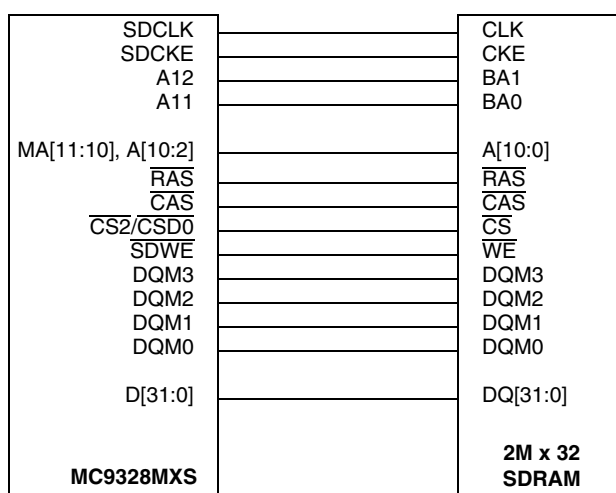 SDCLK CLK
SDCKE CKE
A12 BA1
A11 BA0
MA[11:10], A[10:2] A[10:0]
RAS RAS
CAS CAS
CS2/CSD0 CS
SDWE WE
DQM3 DQM3
DQM2 DQM2
DQM1 DQM1
DQM0 DQM0
D[31:0] DQ[31:0]
2M x 32
MC9328MXS SDRAM